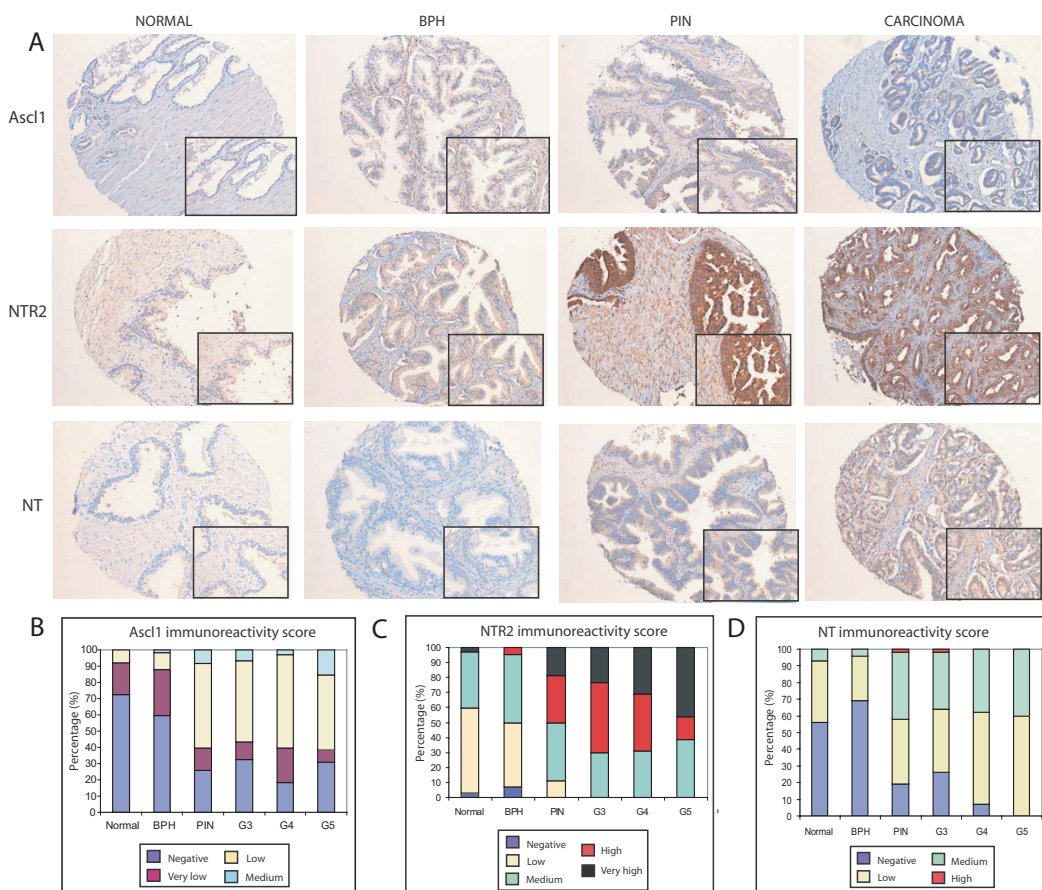 NORMAL BPH PIN CARCINOMA
A
Ascl1
NTR2
NT
B
Ascl1 immunoreactivity score
Percentage (%)
100
90
80
70
60
50
40
30
20
10
0
Normal BPH PIN G3 G4 G5
Negative Low
Very low Medium
C
NTR2 immunoreactivity score
Percentage (%)
100
90
80
70
60
50
40
30
20
10
0
Normal BPH PIN G3 G4 G5
Negative High
Low Very high
Medium
D
NT immunoreactivity score
Percentage (%)
100
90
80
70
60
50
40
30
20
10
0
Normal BPH PIN G3 G4 G5
Negative Medium
Low High